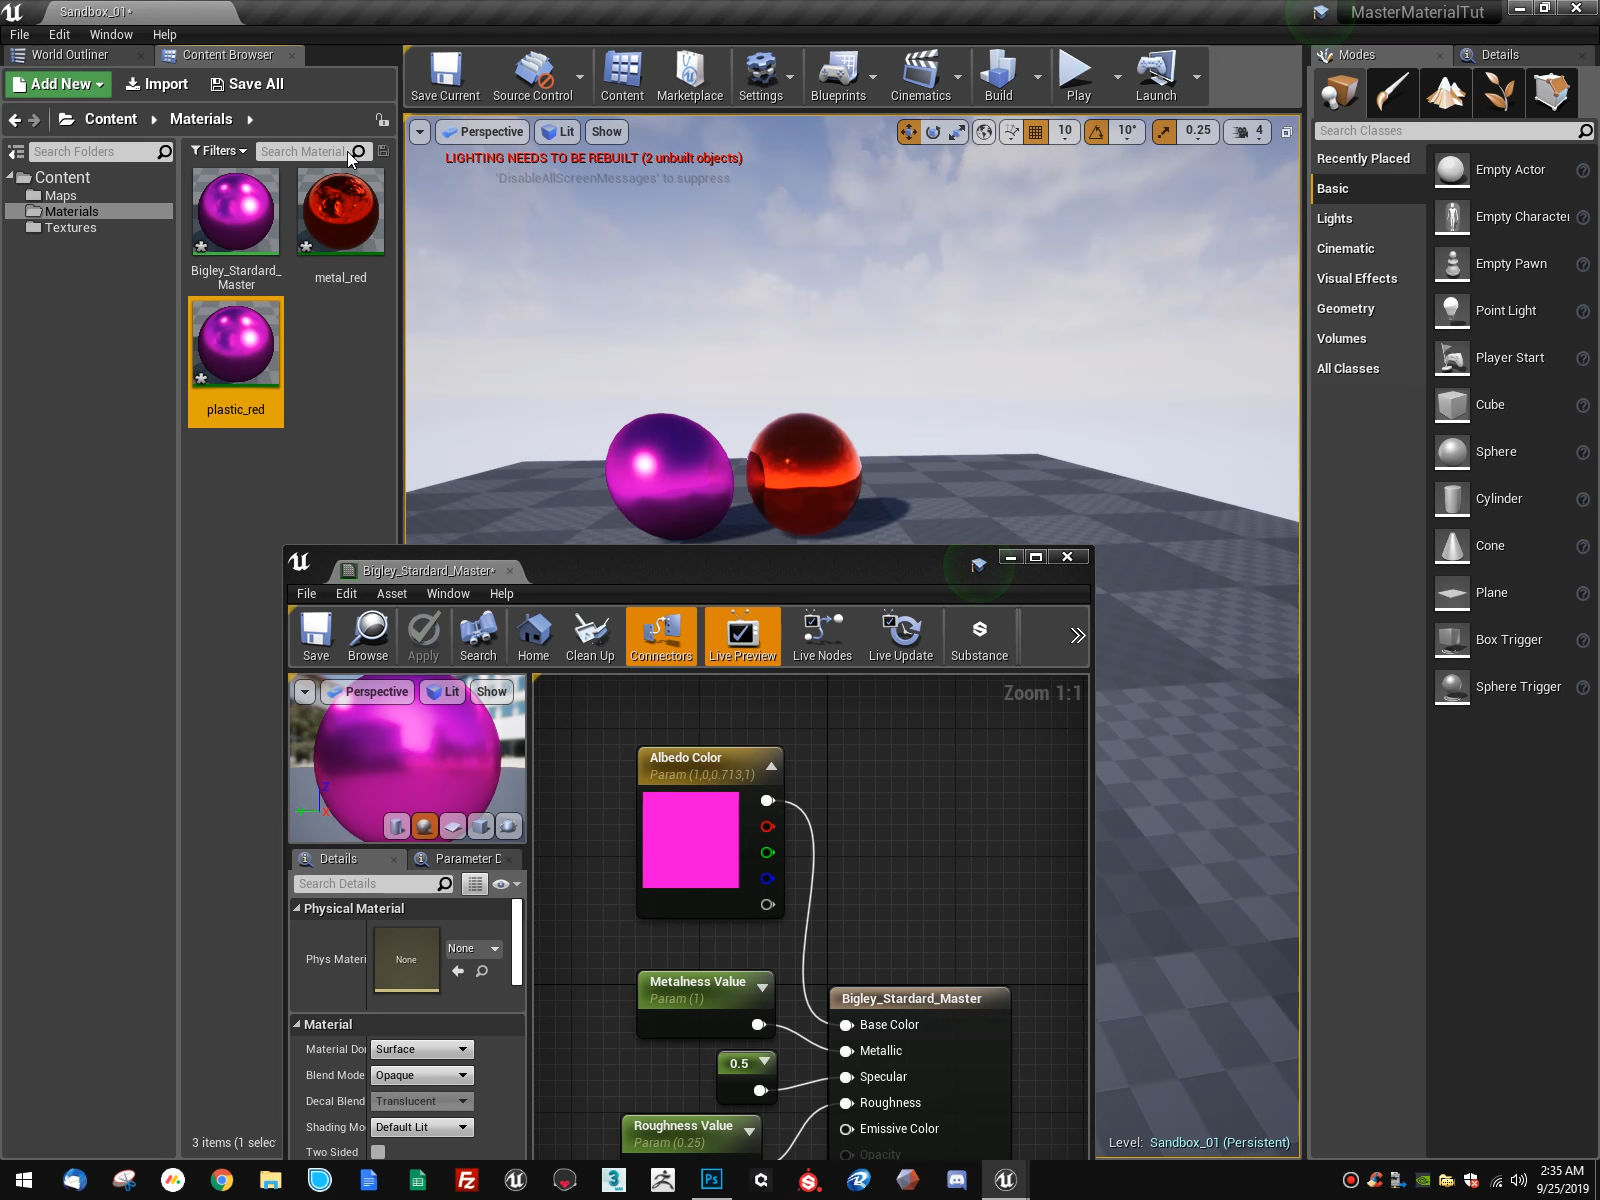 Sandbox_01*
MasterMaterialTut
File Edit Window Help
World Outliner
Content Browser
Modes
Details
Add New
Import
Save All
Save Current
Source Control
Content
Marketplace
Settings
Blueprints
Cinematics
Build
Play
Launch
Content
Materials
Search Folders
Filters
Search Material
Content
Maps
Materials
Textures
Bigley_Stardard_
Master
metal_red
plastic_red
3 items (1 selec
Perspective
Lit
Show
10
10°
0.25
4
LIGHTING NEEDS TO BE REBUILT (2 unbuilt objects)
'DisableAllScreenMessages' to suppress
Search Classes
Recently Placed
Basic
Lights
Cinematic
Visual Effects
Geometry
Volumes
All Classes
Empty Actor
Empty Character
Empty Pawn
Point Light
Player Start
Cube
Sphere
Cylinder
Cone
Plane
Box Trigger
Sphere Trigger
Bigley_Stardard_Master*
File Edit Asset Window Help
Save
Browse
Apply
Search
Home
Clean Up
Connectors
Live Preview
Live Nodes
Live Update
Substance
Perspective
Lit
Show
Zoom 1:1
Details
Parameter D
Search Details
Physical Material
Phys Materi
None
None
Material
Material Do
Surface
Blend Mode
Opaque
Decal Blend
Translucent
Shading Mo
Default Lit
Two Sided
Albedo Color
Param (1,0,0.713,1)
Metalness Value
Param (1)
0.5
Roughness Value
Param (0.25)
Bigley_Stardard_Master
Base Color
Metallic
Specular
Roughness
Emissive Color
Opacity
Level: Sandbox_01 (Persistent)
2:35 AM
9/25/2019